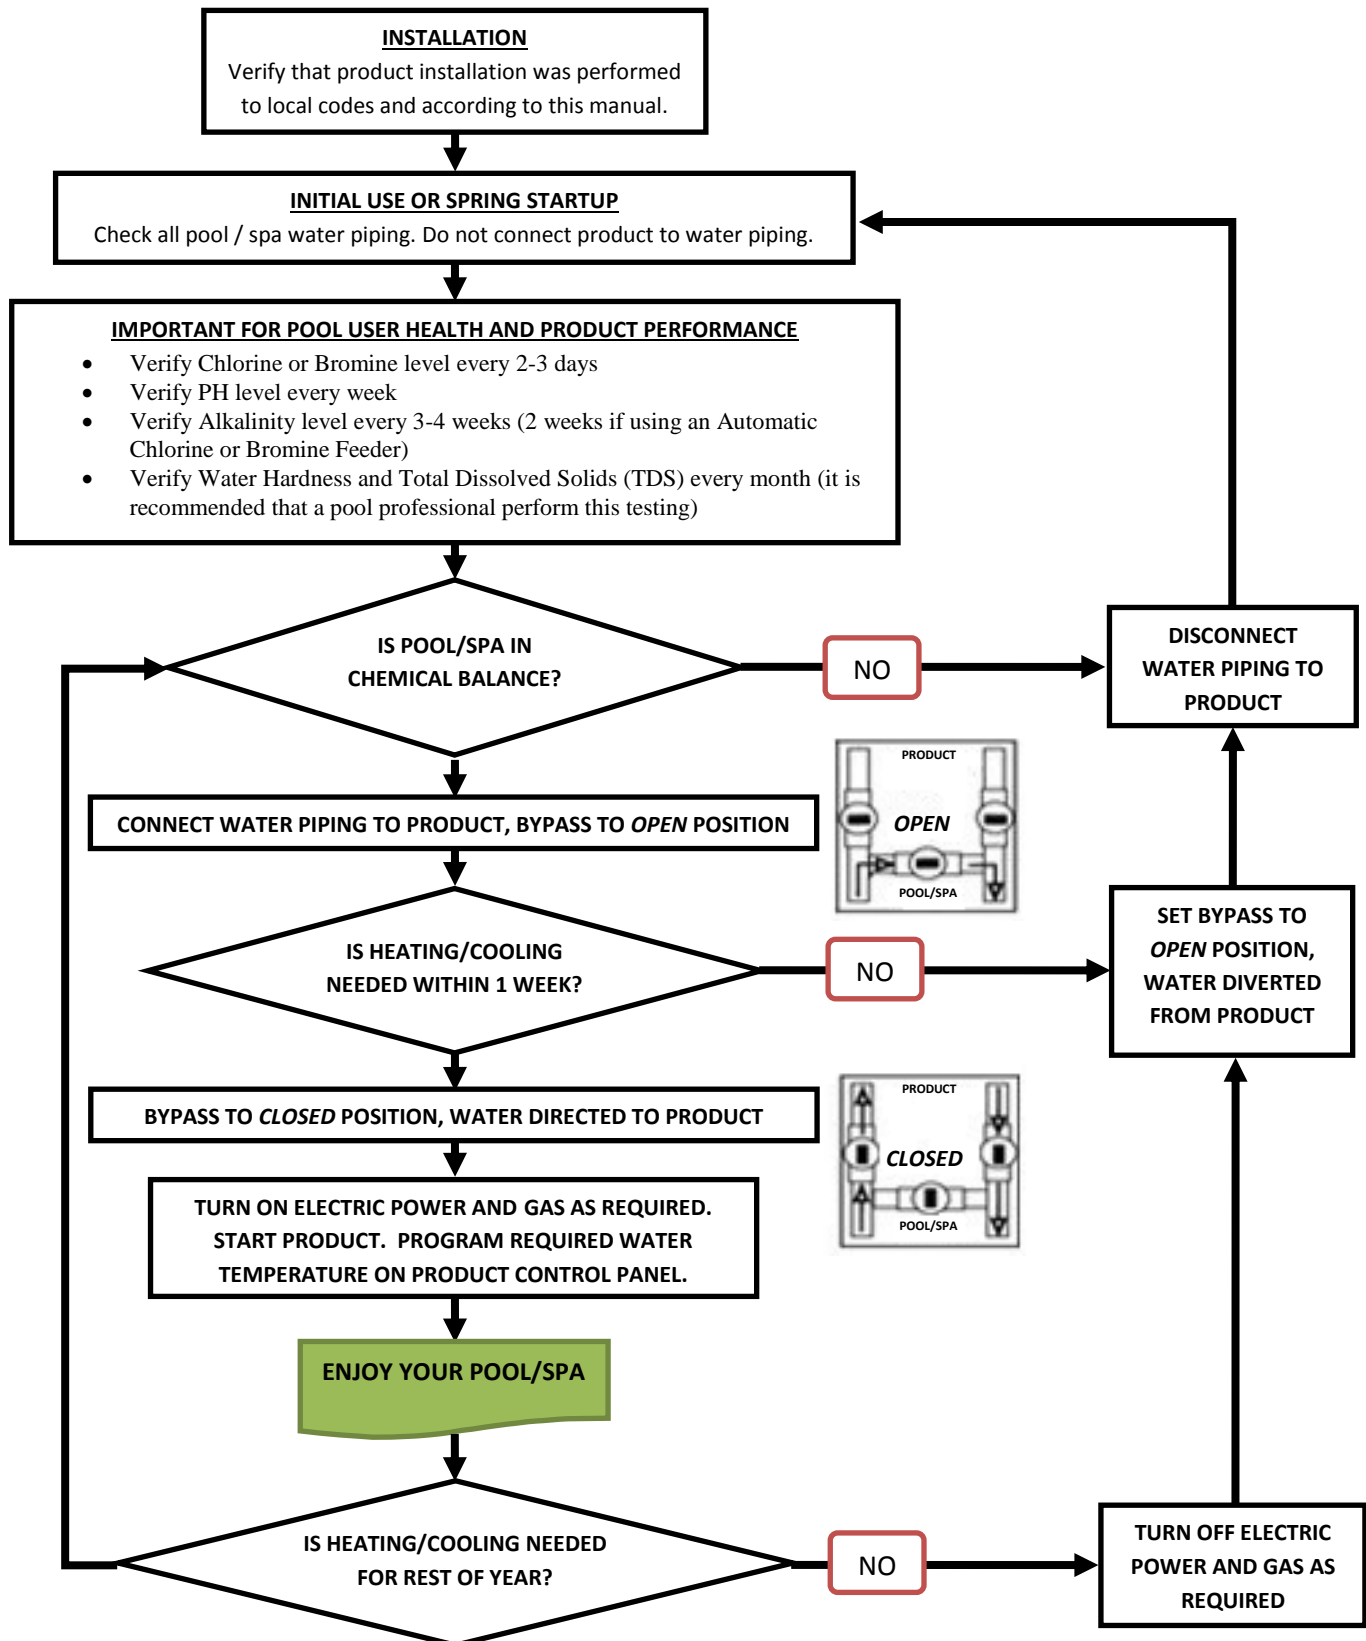 INSTALLATION
Verify that product installation was performed
to local codes and according to this manual.
INITIAL USE OR SPRING STARTUP
Check all pool / spa water piping. Do not connect product to water piping.
IMPORTANT FOR POOL USER HEALTH AND PRODUCT PERFORMANCE
• Verify Chlorine or Bromine level every 2-3 days
• Verify PH level every week
• Verify Alkalinity level every 3-4 weeks (2 weeks if using an Automatic
Chlorine or Bromine Feeder)
• Verify Water Hardness and Total Dissolved Solids (TDS) every month (it is
recommended that a pool professional perform this testing)
IS POOL/SPA IN
CHEMICAL BALANCE?
NO
DISCONNECT
WATER PIPING TO
PRODUCT
CONNECT WATER PIPING TO PRODUCT, BYPASS TO OPEN POSITION
PRODUCT
OPEN
POOL/SPA
IS HEATING/COOLING
NEEDED WITHIN 1 WEEK?
NO
SET BYPASS TO
OPEN POSITION,
WATER DIVERTED
FROM PRODUCT
BYPASS TO CLOSED POSITION, WATER DIRECTED TO PRODUCT
PRODUCT
CLOSED
POOL/SPA
TURN ON ELECTRIC POWER AND GAS AS REQUIRED.
START PRODUCT.  PROGRAM REQUIRED WATER
TEMPERATURE ON PRODUCT CONTROL PANEL.
ENJOY YOUR POOL/SPA
IS HEATING/COOLING NEEDED
FOR REST OF YEAR?
NO
TURN OFF ELECTRIC
POWER AND GAS AS
REQUIRED